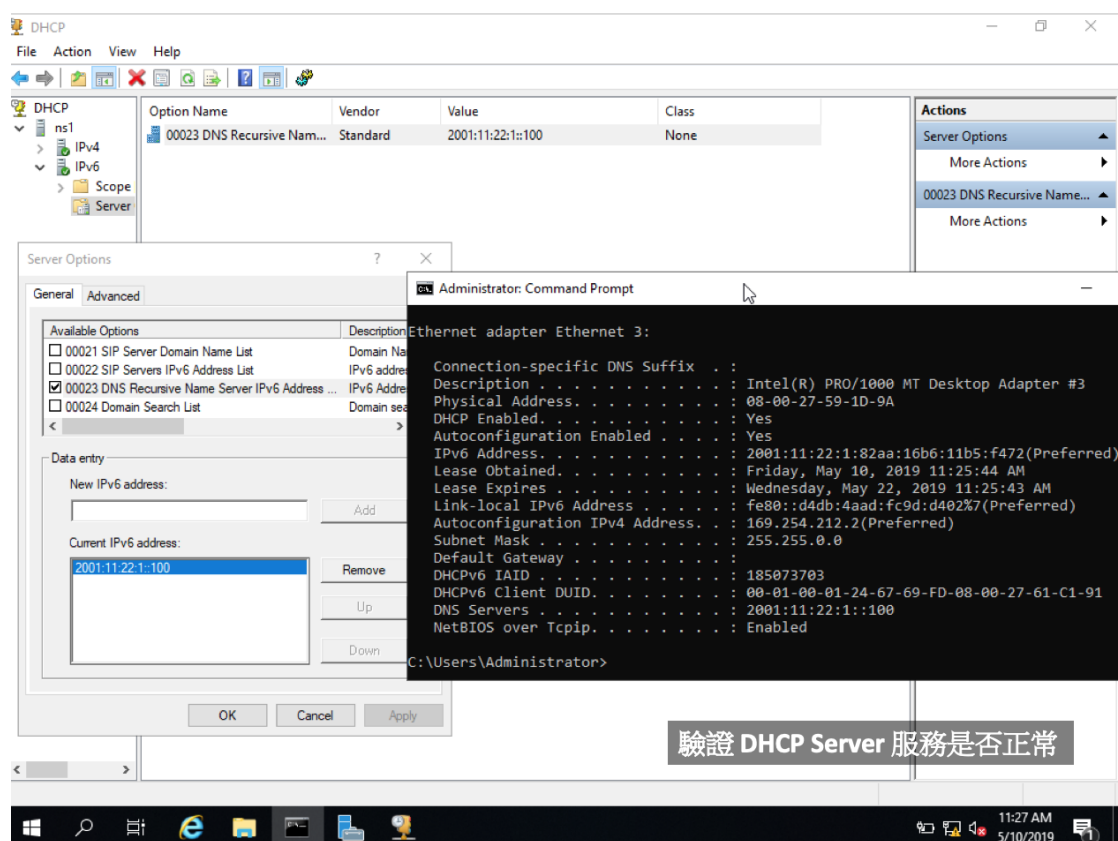 DHCP
File Action View Help
DHCP
ns1
IPv4
IPv6
Scope
Server
Option Name Vendor Value Class
00023 DNS Recursive Nam... Standard 2001:11:22:1::100 None
Actions
Server Options
More Actions
00023 DNS Recursive Name...
More Actions
Server Options ?
General Advanced
Available Options Description
00021 SIP Server Domain Name List Domain Na
00022 SIP Servers IPv6 Address List IPv6 addre
00023 DNS Recursive Name Server IPv6 Address ... IPv6 Addre
00024 Domain Search List Domain sea
Data entry
New IPv6 address:
Add
Current IPv6 address:
2001:11:22:1::100
Remove
Up
Down
OK Cancel Apply
Administrator: Command Prompt
Ethernet adapter Ethernet 3:
Connection-specific DNS Suffix . :
Description . . . . . . . . . . . : Intel(R) PRO/1000 MT Desktop Adapter #3
Physical Address. . . . . . . . . : 08-00-27-59-1D-9A
DHCP Enabled. . . . . . . . . . . : Yes
Autoconfiguration Enabled . . . . : Yes
IPv6 Address. . . . . . . . . . . : 2001:11:22:1:82aa:16b6:11b5:f472(Preferred)
Lease Obtained. . . . . . . . . . : Friday, May 10, 2019 11:25:44 AM
Lease Expires . . . . . . . . . . : Wednesday, May 22, 2019 11:25:43 AM
Link-local IPv6 Address . . . . . : fe80::d4db:4aad:fc9d:d402%7(Preferred)
Autoconfiguration IPv4 Address. . : 169.254.212.2(Preferred)
Subnet Mask . . . . . . . . . . . : 255.255.0.0
Default Gateway . . . . . . . . . :
DHCPv6 IAID . . . . . . . . . . . : 185073703
DHCPv6 Client DUID. . . . . . . . : 00-01-00-01-24-67-69-FD-08-00-27-61-C1-91
DNS Servers . . . . . . . . . . . : 2001:11:22:1::100
NetBIOS over Tcpip. . . . . . . . : Enabled
C:\Users\Administrator>
驗證 DHCP Server 服務是否正常
11:27 AM
5/10/2019
1